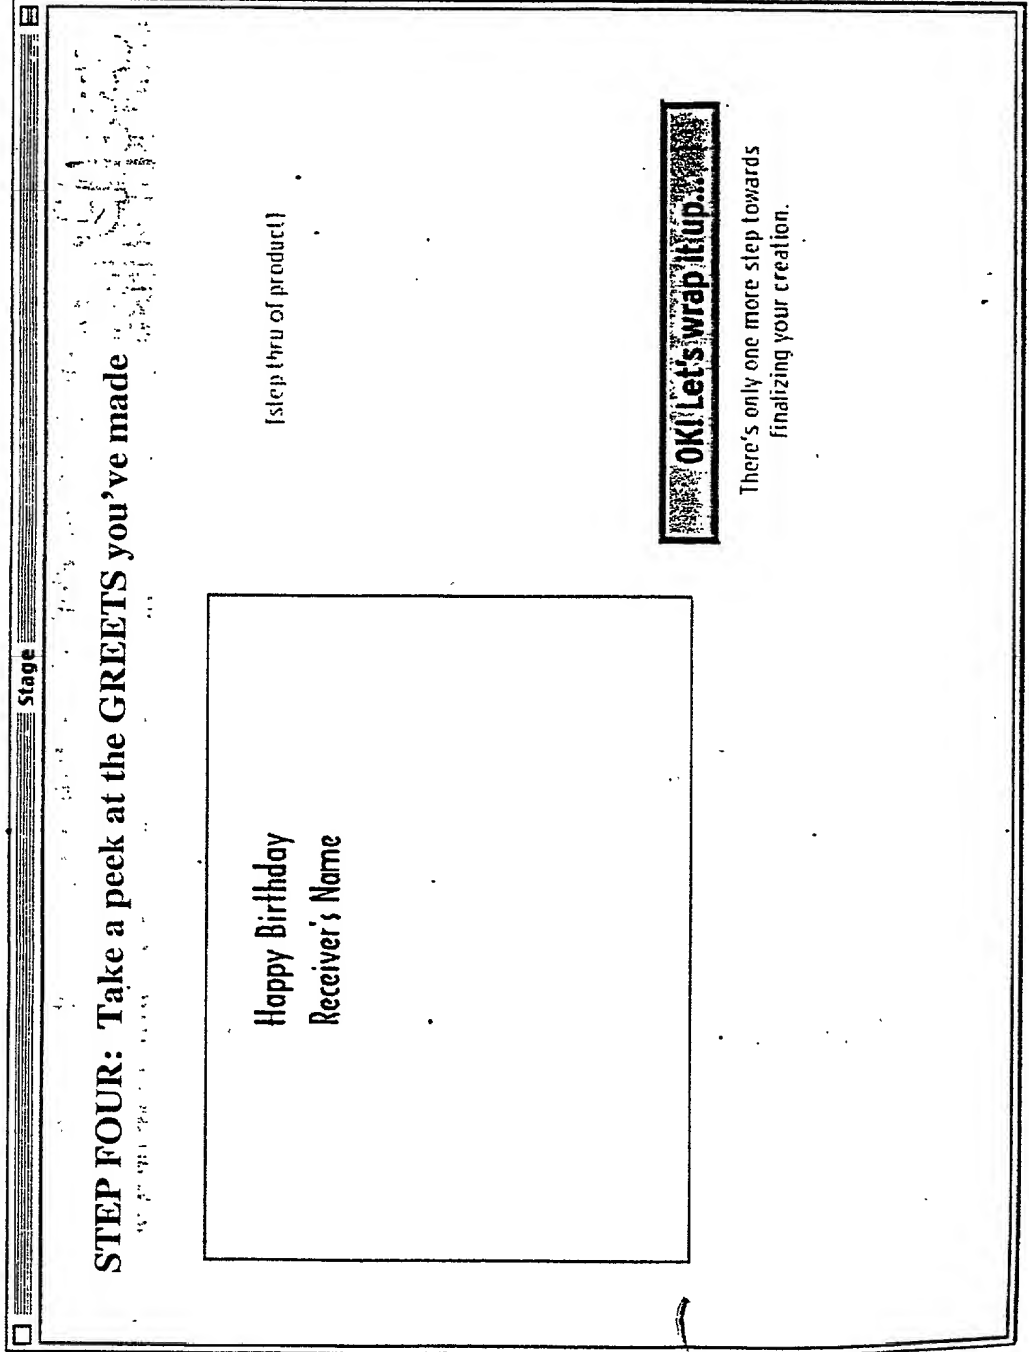 Stage
STEP FOUR: Take a peek at the GREETS you've made
Happy Birthday
Receiver's Name
[step thru of product]
OK! Let's wrap it up...
There's only one more step towards
finalizing your creation.